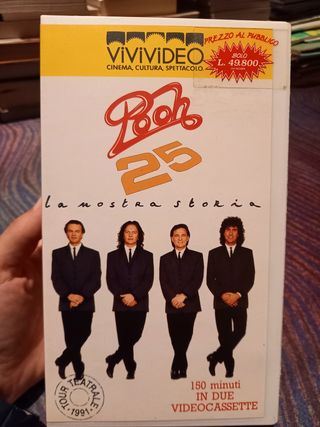 ViViViDEO
CINEMA, CULTURA, SPETTACOLO
PREZZO AL PUBBLICO
SOLO
L. 49.800
Pooh
25
la nostra storia
TOUR TEATRALE
·1991·
150 minuti
IN DUE
VIDEOCASSETTE